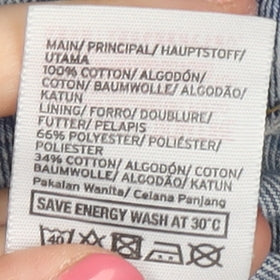 MAIN/ PRINCIPAL/ HAUPTSTOFF/
UTAMA
100% COTTON/ ALGODÓN/
COTON/ BAUMWOLLE/ ALGODÃO/
KATUN
LINING/ FORRO/ DOUBLURE/
FUTTER/ PELAPIS
66% POLYESTER/ POLIÉSTER/
POLIESTER
34% COTTON/ ALGODÓN/ COTON/
BAUMWOLLE/ ALGODÃO/ KATUN
Pakaian Wanita/ Celana Panjang
SAVE ENERGY WASH AT 30°C
40